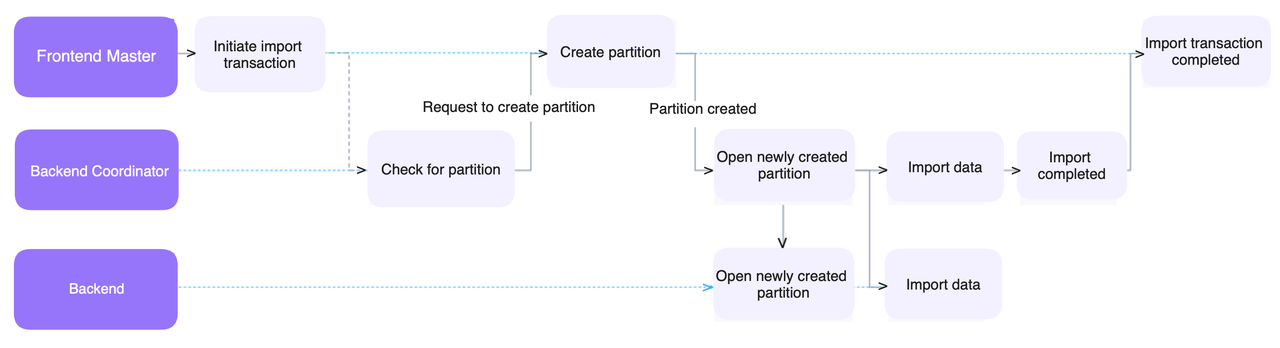 Frontend Master
Initiate import
transaction
Create partition
Import transaction
completed
Request to create partition
Partition created
Backend Coordinator
Check for partition
Open newly created
partition
Import data
Import
completed
Backend
Open newly created
partition
Import data